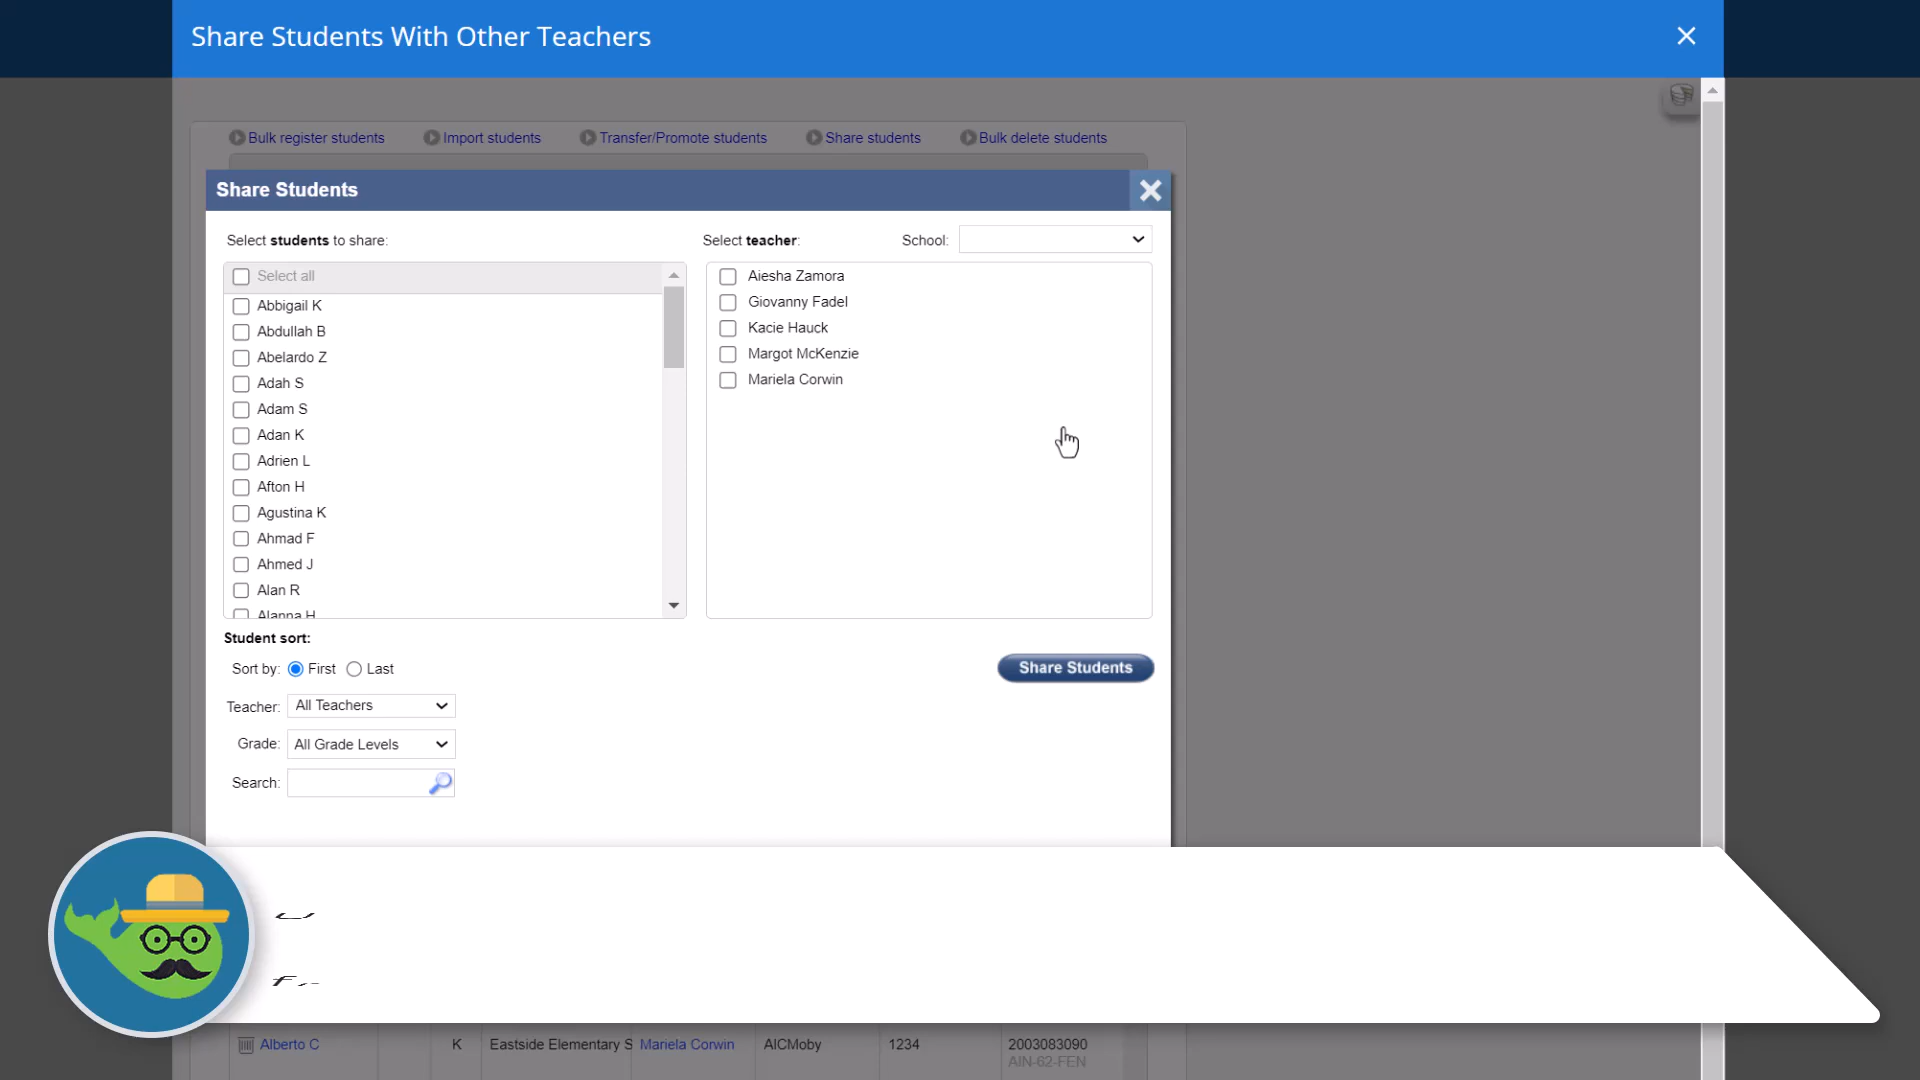 Share Students With Other Teachers
Bulk register students Import students Transfer/Promote students Share students Bulk delete students
Share Students
Select students to share:
Select teacher:
School:
Select all
Abbigail K
Abdullah B
Abelardo Z
Adah S
Adam S
Adan K
Adrien L
Afton H
Agustina K
Ahmad F
Ahmed J
Alan R
Alanna H
Aiesha Zamora
Giovanny Fadel
Kacie Hauck
Margot McKenzie
Mariela Corwin
Student sort:
Sort by: First Last
Share Students
Teacher: All Teachers
Grade: All Grade Levels
Search:
Alberto C K Eastside Elementary S Mariela Corwin AICMoby 1234 2003083090
AIN-62-FEN